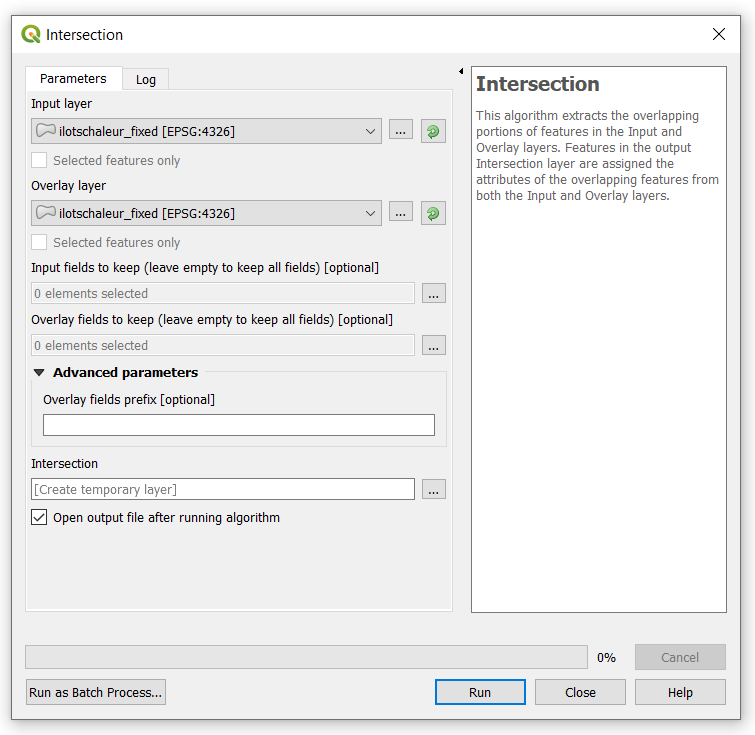 Intersection
Parameters
Log
Input layer
ilotschaleur_fixed [EPSG:4326]
...
Selected features only
Overlay layer
ilotschaleur_fixed [EPSG:4326]
...
Selected features only
Input fields to keep (leave empty to keep all fields) [optional]
0 elements selected
...
Overlay fields to keep (leave empty to keep all fields) [optional]
0 elements selected
...
Advanced parameters
Overlay fields prefix [optional]
Intersection
[Create temporary layer]
...
Open output file after running algorithm
Intersection
This algorithm extracts the overlapping
portions of features in the Input and
Overlay layers. Features in the output
Intersection layer are assigned the
attributes of the overlapping features from
both the Input and Overlay layers.
0%
Cancel
Run as Batch Process...
Run
Close
Help